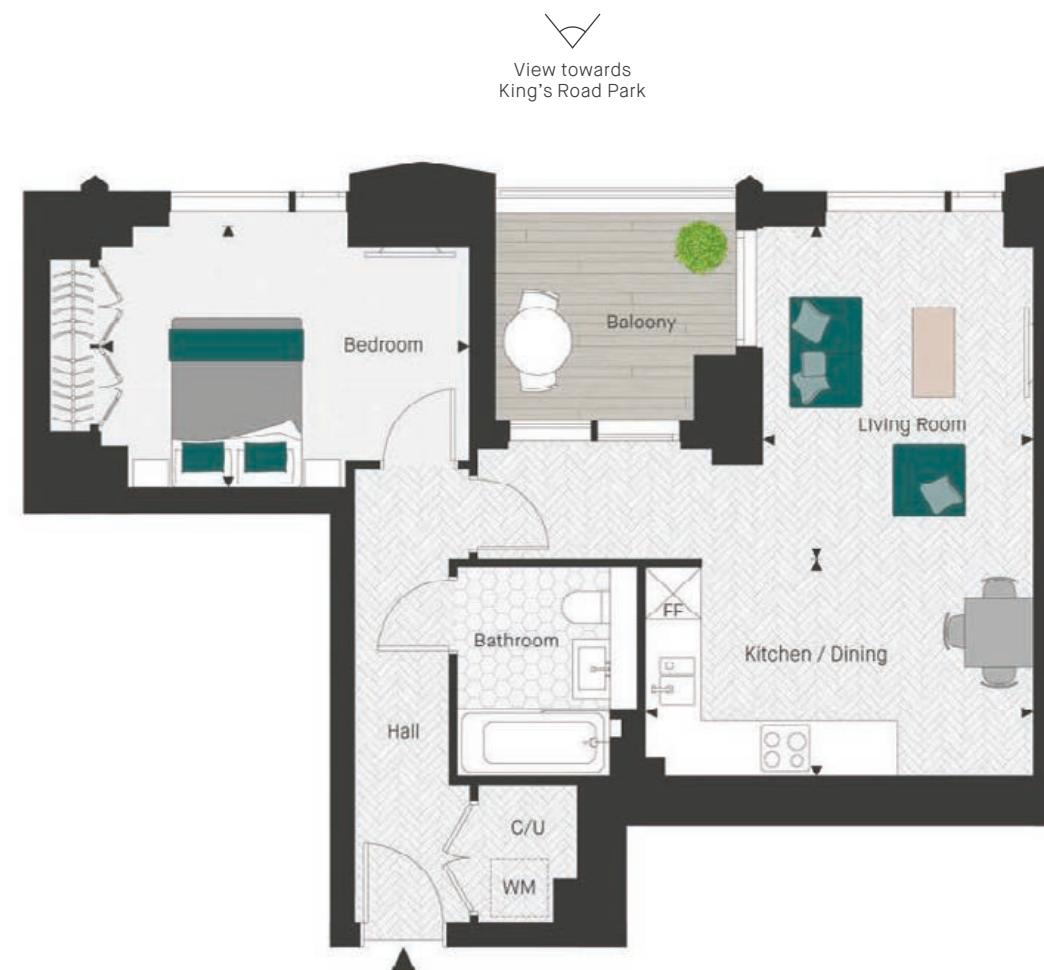 View towards
King's Road Park
Baloony
Bedroom
Living Room
FF
Bathroom
Kitchen / Dining
Hall
C/U
WM